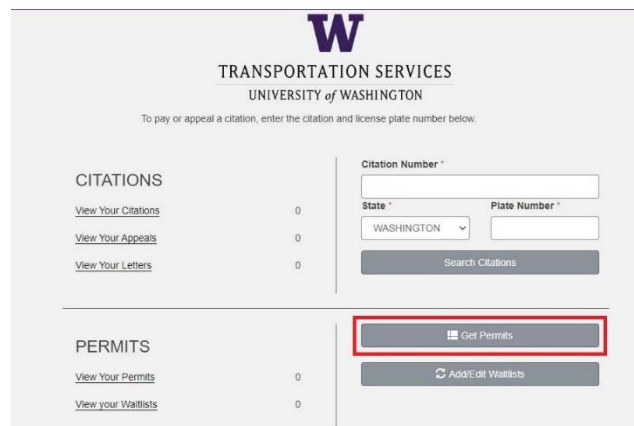 W
TRANSPORTATION SERVICES
UNIVERSITY of WASHINGTON
To pay or appeal a citation, enter the citation and license plate number below.
CITATIONS
View Your Citations 0
View Your Appeals 0
View Your Letters 0
Citation Number *
State * Plate Number *
WASHINGTON
Search Citations
PERMITS
View Your Permits 0
View your Waitlists 0
Get Permits
Add/Edit Waitlists